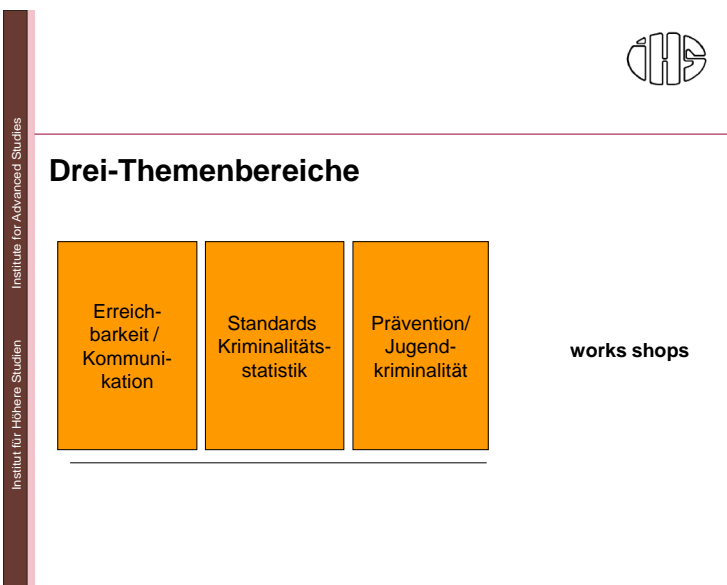 IHS
Institute for Advanced Studies
Institut für Höhere Studien
Drei-Themenbereiche
Erreich-
barkeit /
Kommuni-
kation
Standards
Kriminalitäts-
statistik
Prävention/
Jugend-
kriminalität
works shops